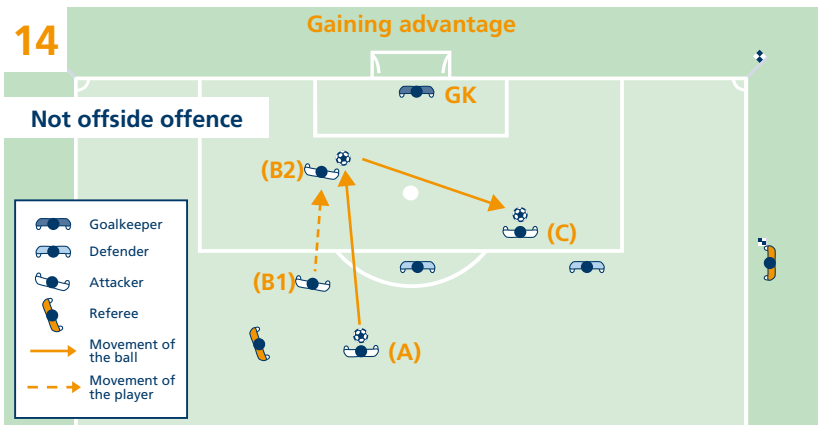 14
Gaining advantage
GK
Not offside offence
(B2)
(C)
(B1)
(A)
Goalkeeper
Defender
Attacker
Referee
Movement of
the ball
Movement of
the player